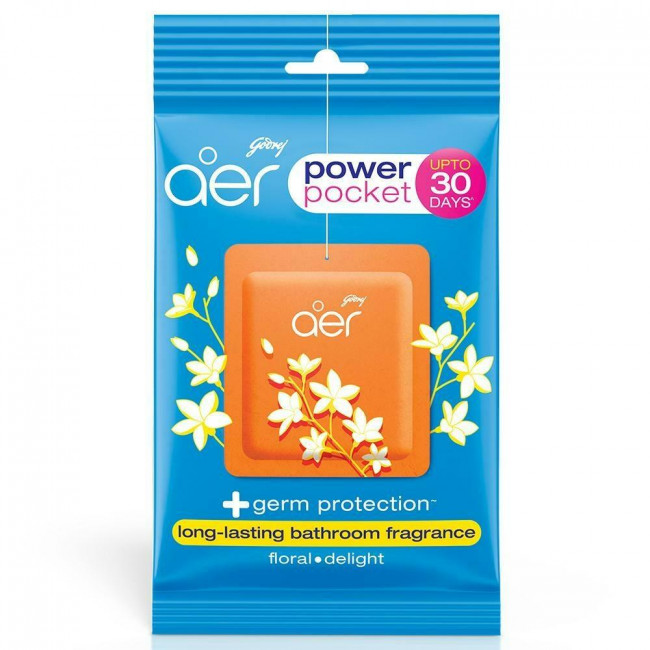 Godrej
aer
power
pocket
UPTO
30
DAYS*
Godrej
aer
+germ protection~
long-lasting bathroom fragrance
floral•delight